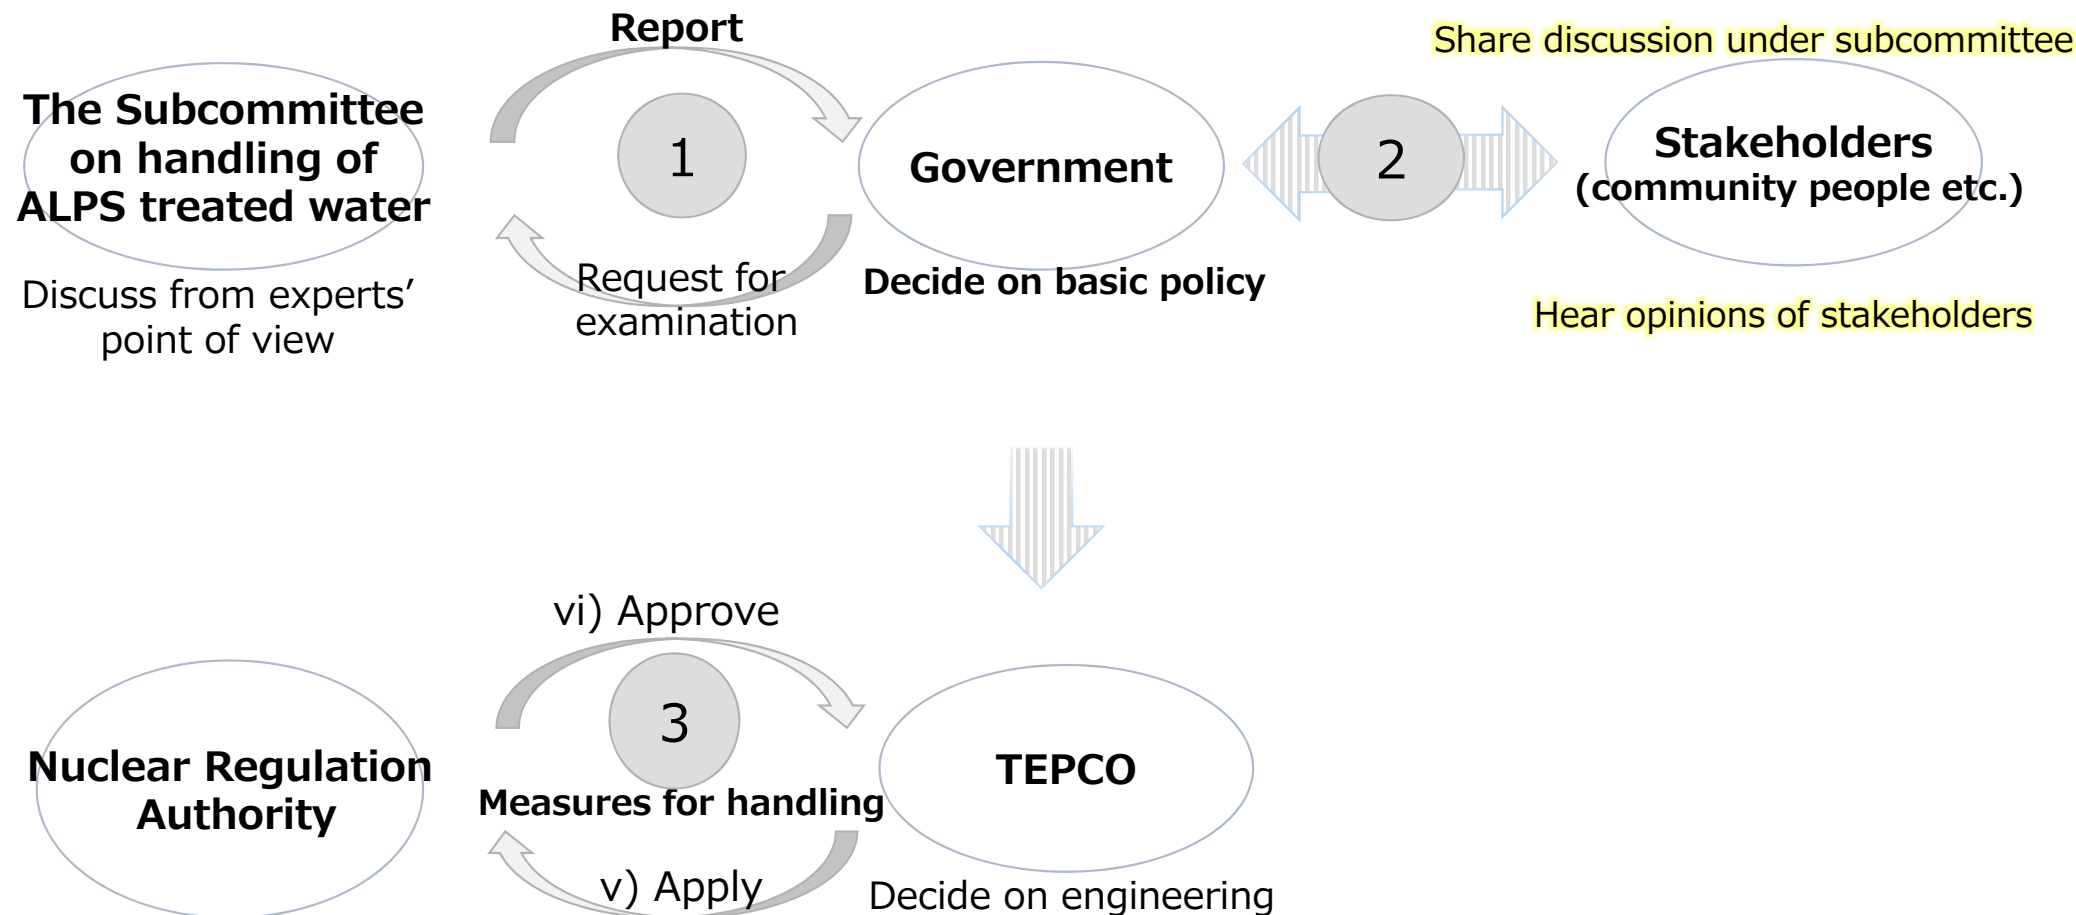 Report
Share discussion under subcommittee
The Subcommittee
on handling of
ALPS treated water
1
Government
2
Stakeholders
(community people etc.)
Discuss from experts’
point of view
Request for
examination
Decide on basic policy
Hear opinions of stakeholders
vi) Approve
3
Nuclear Regulation
Authority
Measures for handling
TEPCO
v) Apply
Decide on engineering